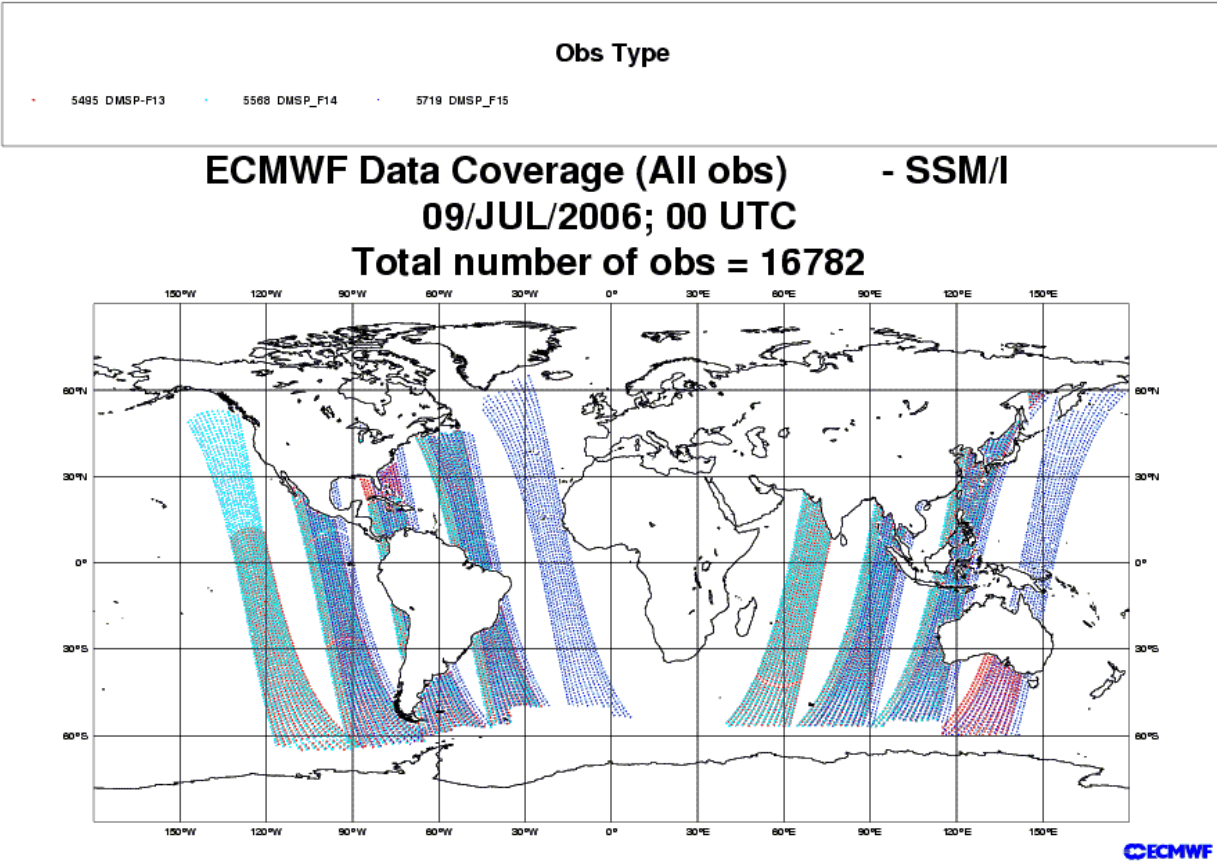 Obs Type
5495 DMSP-F13 5568 DMSP_F14 5719 DMSP_F15
ECMWF Data Coverage (All obs) - SSM/I
09/JUL/2006; 00 UTC
Total number of obs = 16782
150°W 120°W 90°W 60°W 30°W 0° 30°E 60°E 90°E 120°E 150°E
60°N 60°N
30°N 30°N
0° 0°
30°S 30°S
60°S 60°S
150°W 120°W 90°W 60°W 30°W 0° 30°E 60°E 90°E 120°E 150°E
ECMWF